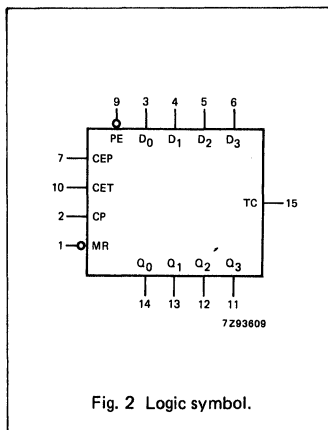 9 3 4 5 6
PE D0 D1 D2 D3
7 CEP
10 CET
TC 15
2 CP
1 MR
Q0 Q1 Q2 Q3
14 13 12 11
7Z93609
Fig. 2 Logic symbol.